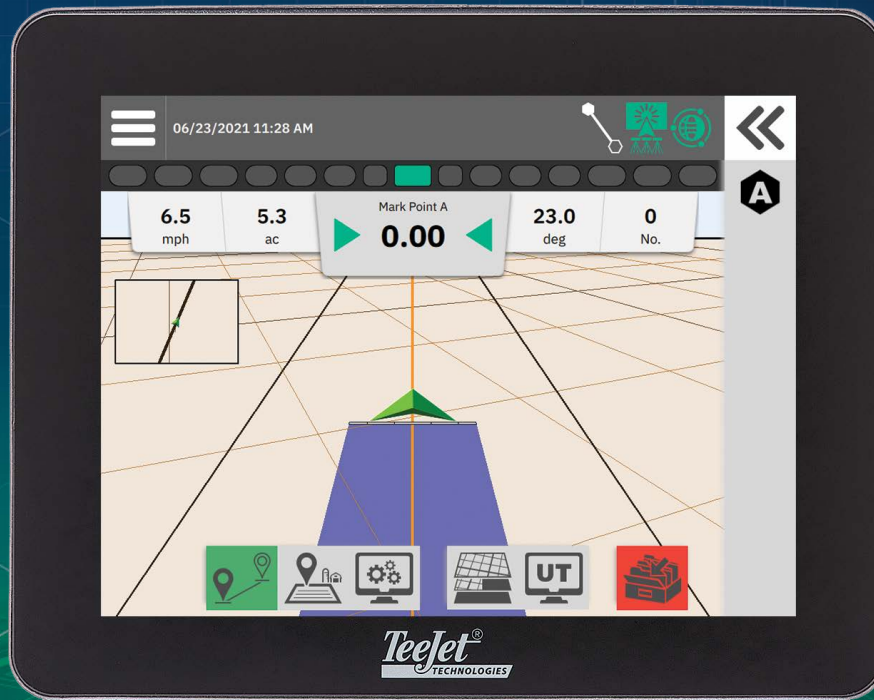 06/23/2021 11:28 AM
A
6.5
mph
5.3
ac
Mark Point A
0.00
23.0
deg
0
No.
UT
TeeJet®
TECHNOLOGIES